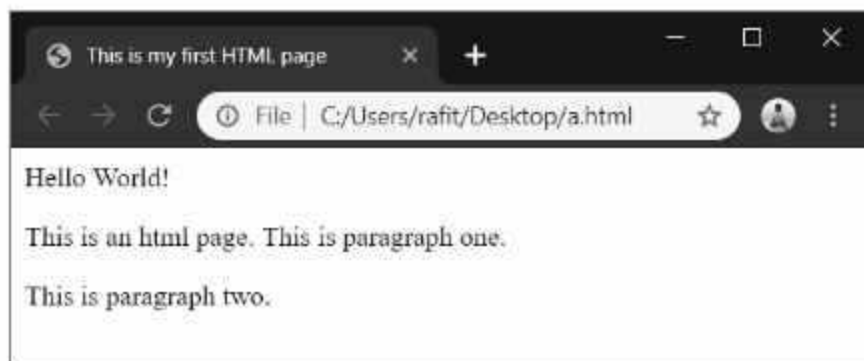 This is my first HTML page
File | C:/Users/rafit/Desktop/a.html
Hello World!
This is an html page. This is paragraph one.
This is paragraph two.